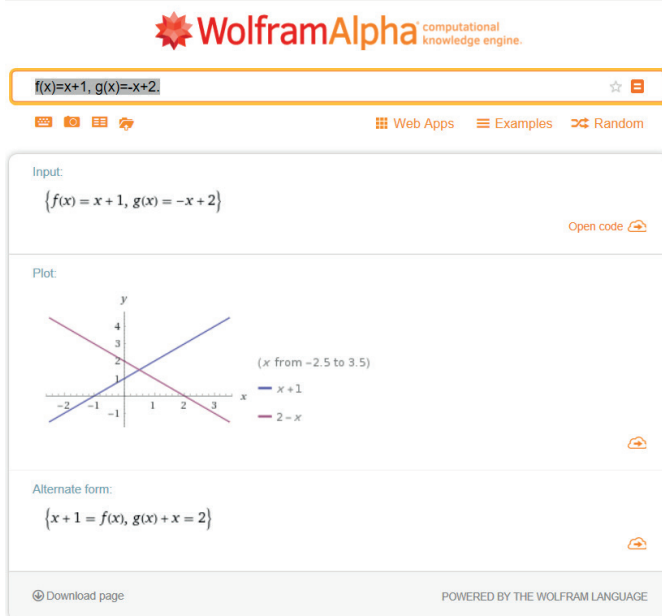 WolframAlpha computational knowledge engine.
f(x)=x+1, g(x)=-x+2.
Web Apps Examples Random
Input:
{f(x) = x + 1, g(x) = −x + 2}
Open code
Plot:
y
4
3
2
1
−2 −1 1 2 3 x
−1
(x from −2.5 to 3.5)
x + 1
2 − x
Alternate form:
{x + 1 = f(x), g(x) + x = 2}
Download page POWERED BY THE WOLFRAM LANGUAGE